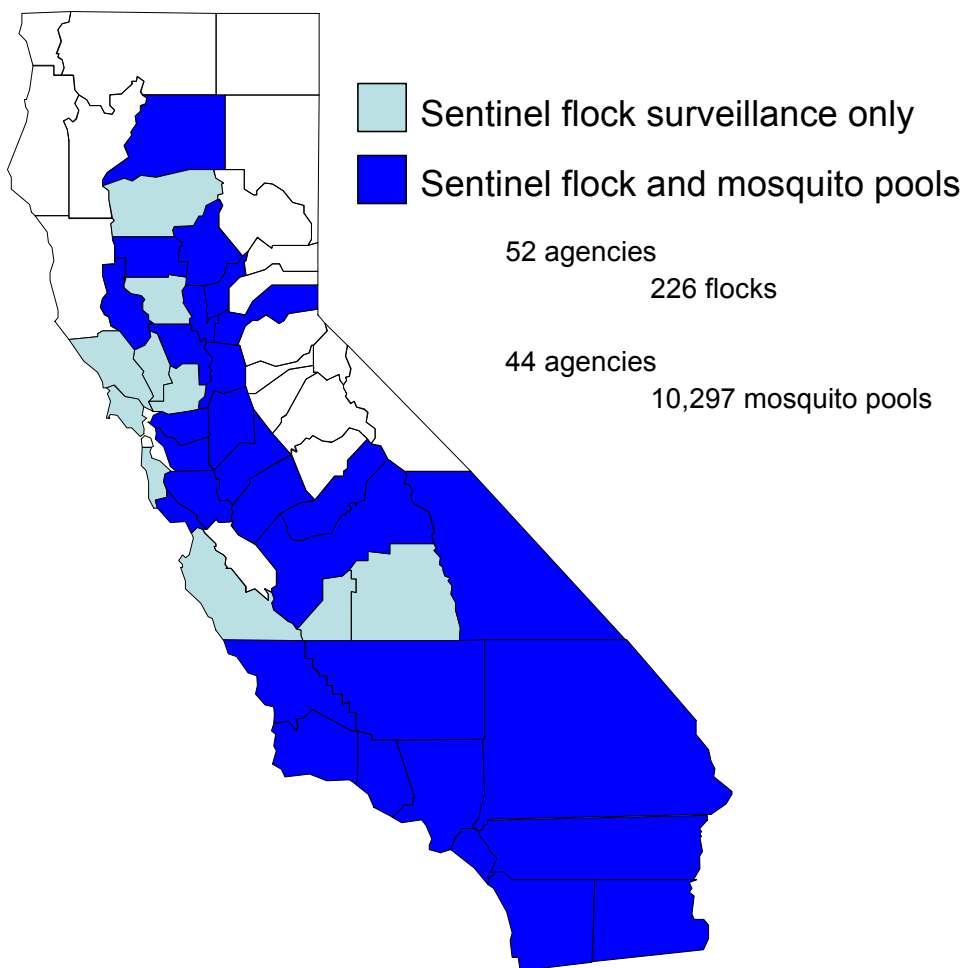 Sentinel flock surveillance only
Sentinel flock and mosquito pools
52 agencies
226 flocks
44 agencies
10,297 mosquito pools